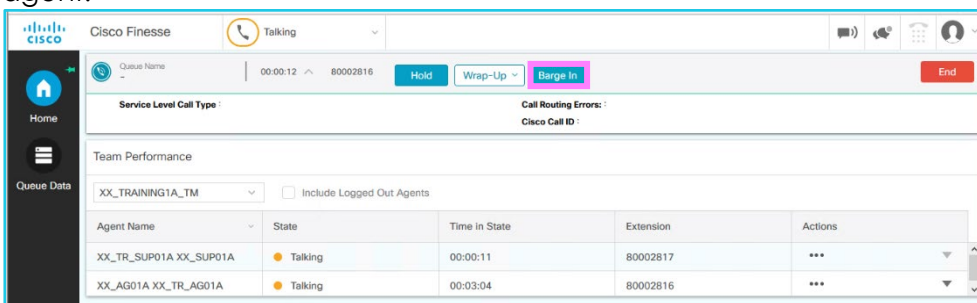 agent.
CISCO Cisco Finesse Talking
Queue Name
- 00:00:12 80002816 Hold Wrap-Up Barge In End
Service Level Call Type : Call Routing Errors: :
Cisco Call ID :
Home
Team Performance
Queue Data
XX_TRAINING1A_TM Include Logged Out Agents
Agent Name State Time in State Extension Actions
XX_TR_SUP01A XX_SUP01A Talking 00:00:11 80002817 •••
XX_AG01A XX_TR_AG01A Talking 00:03:04 80002816 •••